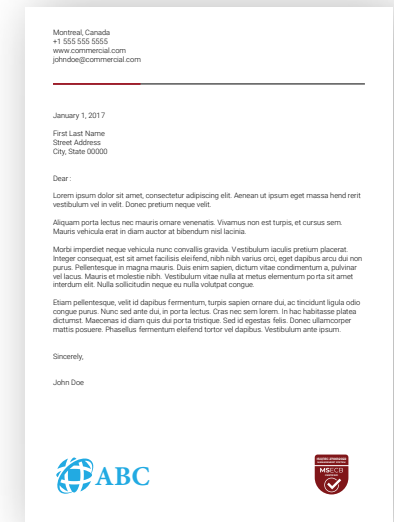 Montreal, Canada
+1 555 555 5555
www.commercial.com
johndoe@commercial.com
January 1, 2017
First Last Name
Street Address
City, State 00000
Dear :
Lorem ipsum dolor sit amet, consectetur adipiscing elit. Aenean ut ipsum eget massa hend rerit
vestibulum vel in velit. Donec pretium neque velit.
Aliquam porta lectus nec mauris ornare venenatis. Vivamus non est turpis, et cursus sem.
Mauris vehicula erat in diam auctor at bibendum nisl lacinia.
Morbi imperdiet neque vehicula nunc convallis gravida. Vestibulum iaculis pretium placerat.
Integer consequat, est sit amet facilisis eleifend, nibh nibh varius orci, eget dapibus arcu dui non
purus. Pellentesque in magna mauris. Duis enim sapien, dictum vitae condimentum a, pulvinar
vel lacus. Mauris et molestie nibh. Vestibulum vitae nulla at metus elementum porta sit amet
interdum elit. Nulla sollicitudin neque eu nulla volutpat congue.
Etiam pellentesque, velit id dapibus fermentum, turpis sapien ornare dui, ac tincidunt ligula odio
congue purus. Nunc sed ante dui, in porta lectus. Cras nec sem lorem. In hac habitasse platea
dictumst. Maecenas id diam quis dui porta tristique. Sed id egestas felis. Donec ullamcorper
mattis posuere. Phasellus fermentum eleifend tortor vel dapibus. Vestibulum ante ipsum.
Sincerely,
John Doe
ABC
MSECB